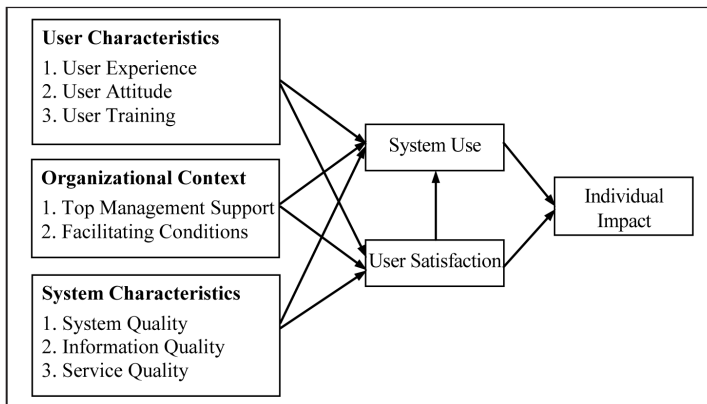 User Characteristics
1. User Experience
2. User Attitude
3. User Training
Organizational Context
1. Top Management Support
2. Facilitating Conditions
System Characteristics
1. System Quality
2. Information Quality
3. Service Quality
System Use
User Satisfaction
Individual
Impact